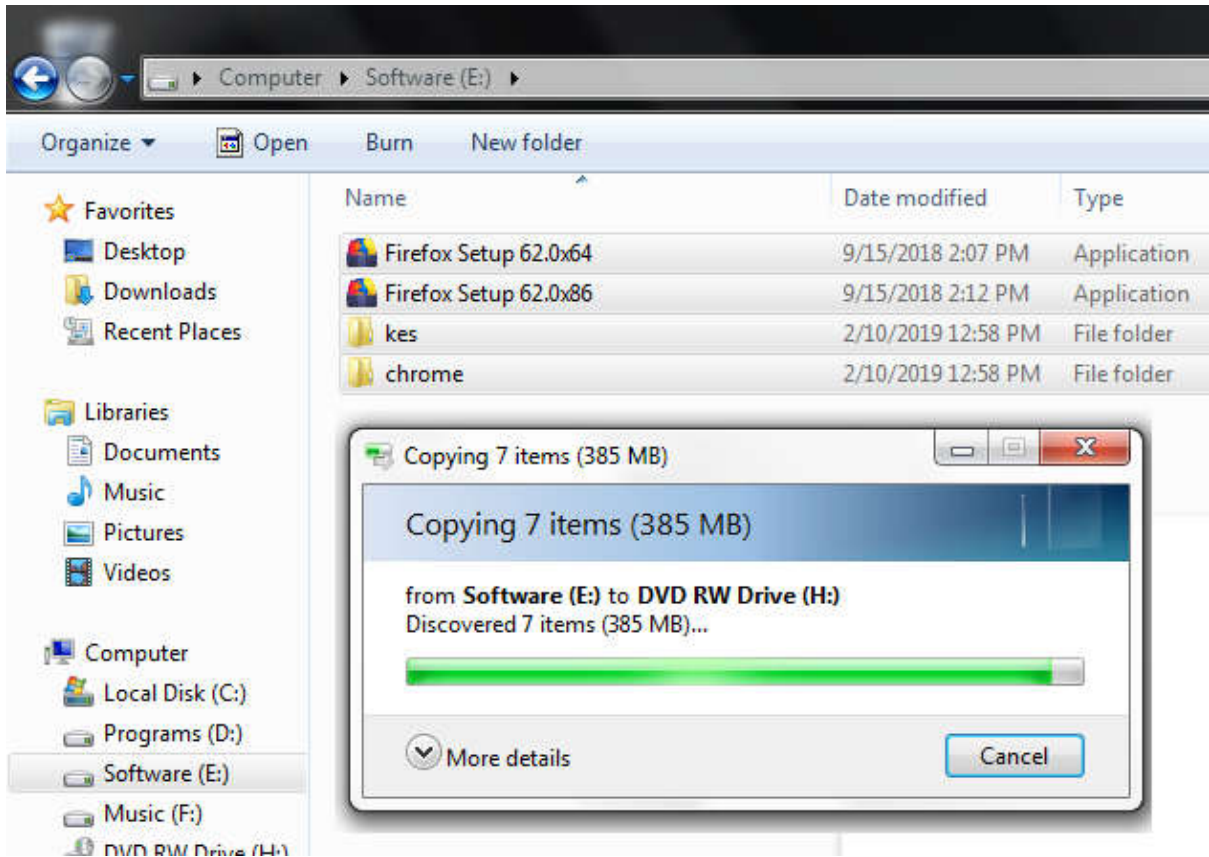 Computer Software (E:)
Organize Open Burn New folder
Favorites
Desktop
Downloads
Recent Places
Libraries
Documents
Music
Pictures
Videos
Computer
Local Disk (C:)
Programs (D:)
Software (E:)
Music (F:)
DVD RW Drive (H:)
Name Date modified Type
Firefox Setup 62.0x64 9/15/2018 2:07 PM Application
Firefox Setup 62.0x86 9/15/2018 2:12 PM Application
kes 2/10/2019 12:58 PM File folder
chrome 2/10/2019 12:58 PM File folder
Copying 7 items (385 MB)
Copying 7 items (385 MB)
from Software (E:) to DVD RW Drive (H:)
Discovered 7 items (385 MB)...
More details Cancel